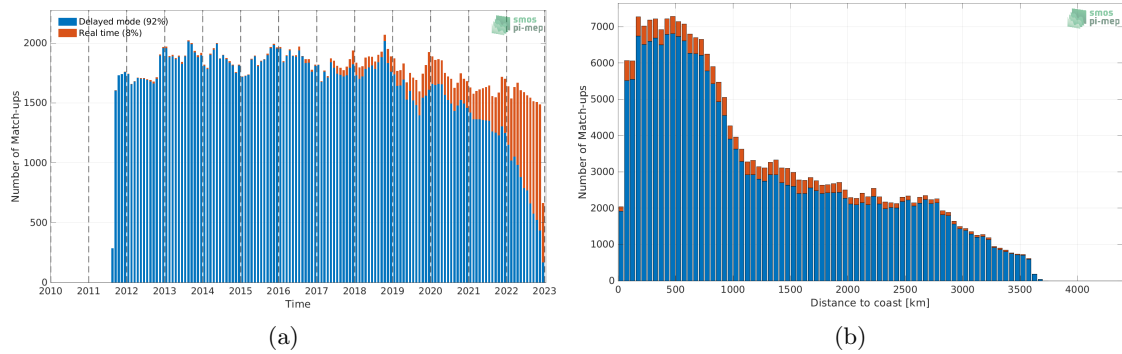 smos
pi-mep
Delayed mode (92%)
Real time (8%)
Number of Match-ups
2000
1500
1000
500
0
2010 2011 2012 2013 2014 2015 2016 2017 2018 2019 2020 2021 2022 2023
Time
(a)
smos
pi-mep
Number of Match-ups
7000
6000
5000
4000
3000
2000
1000
0
0 500 1000 1500 2000 2500 3000 3500 4000
Distance to coast [km]
(b)